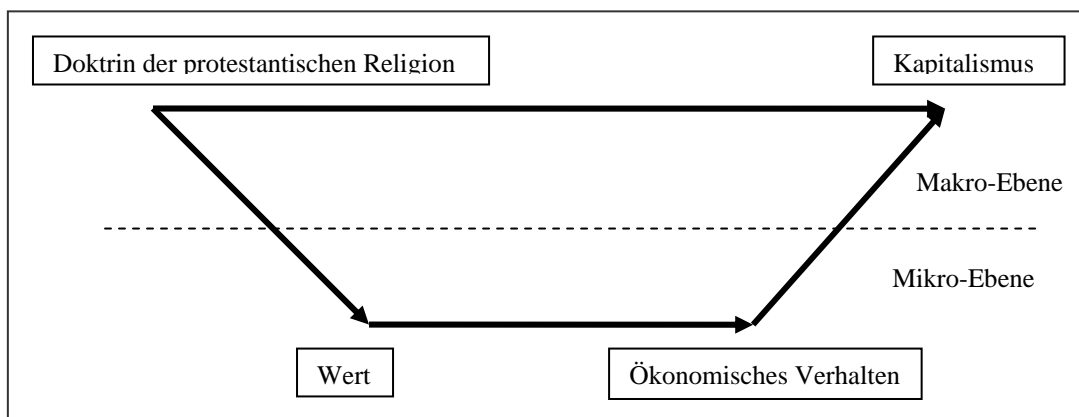 Doktrin der protestantischen Religion
Kapitalismus
Makro-Ebene
Mikro-Ebene
Wert
Ökonomisches Verhalten